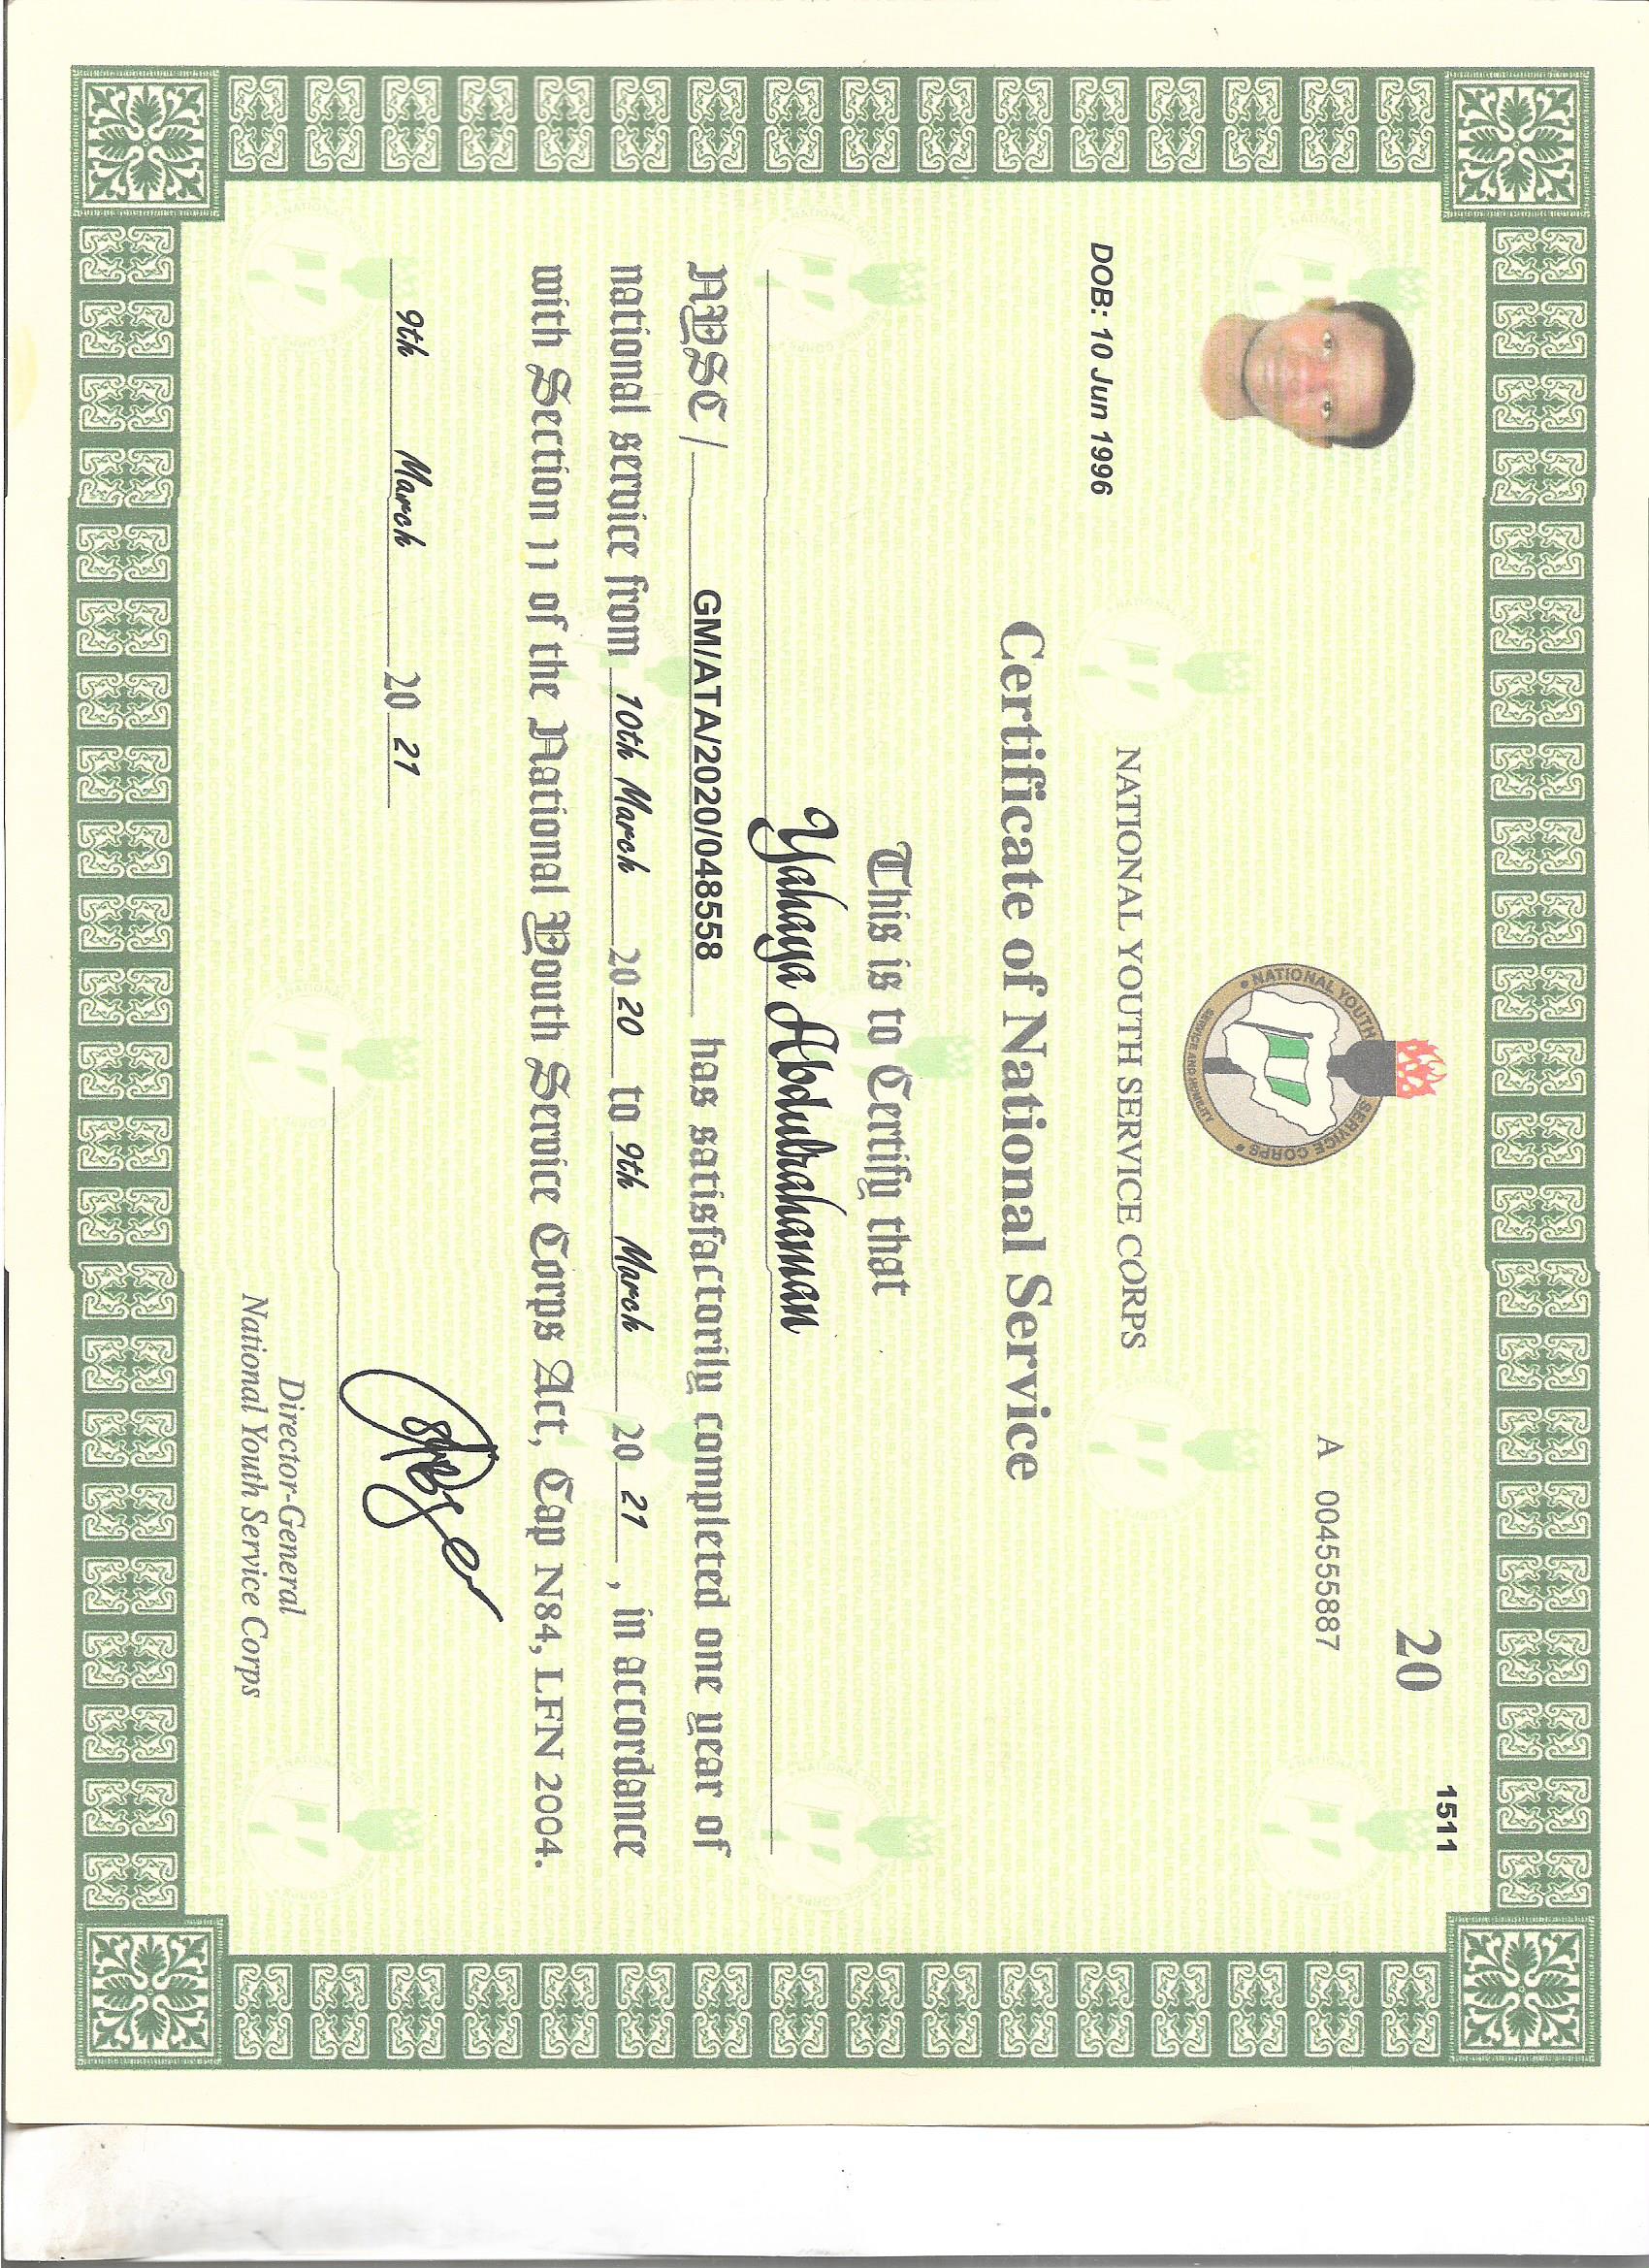 1511
20
A 004555887
NATIONAL YOUTH SERVICE CORPS
SERVICE AND HUMILITY
DOB: 10 Jun 1996
NATIONAL YOUTH SERVICE CORPS
Certificate of National Service
This is to Certify that
Yahaya Abdulrahaman
NYSC / GM/ATA/2020/048558 has satisfactorily completed one year of
national service from 10th March 20 20 to 9th March 20 21, in accordance
with Section 11 of the National Youth Service Corps Act, Cap N84, LFN 2004.
9th March 20 21
Director-General
National Youth Service Corps